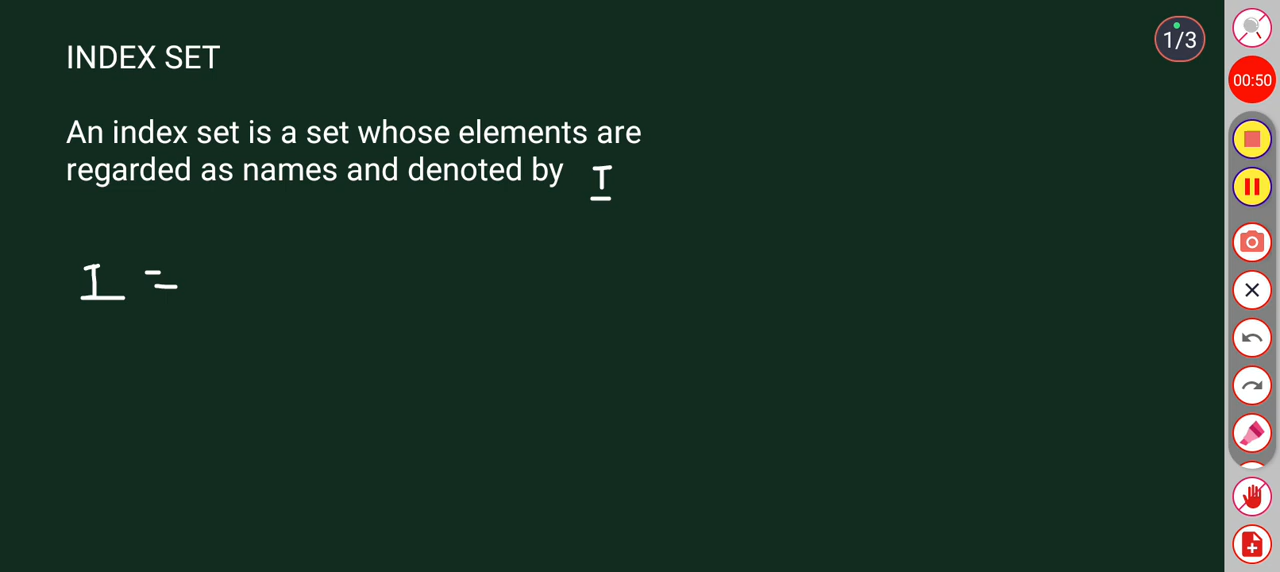 INDEX SET
1/3
00:50
An index set is a set whose elements are
regarded as names and denoted by I
I =